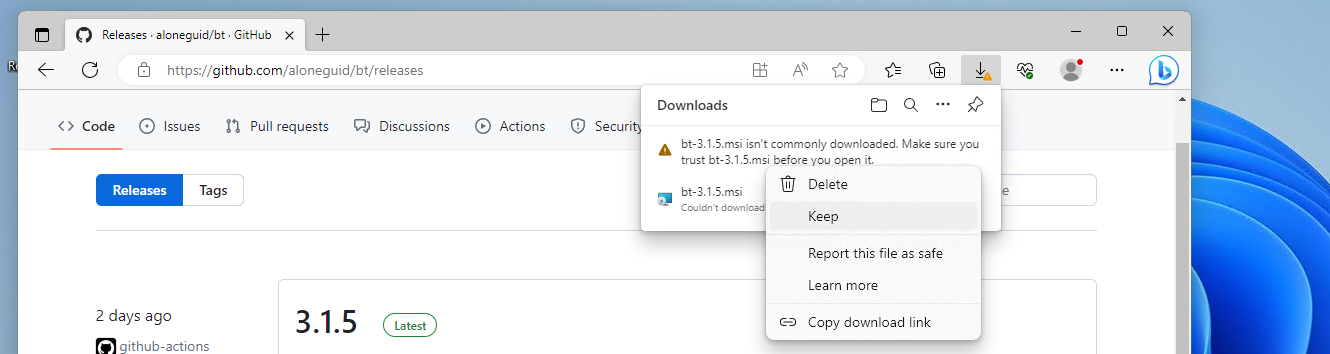 Releases · aloneguid/bt · GitHub
https://github.com/aloneguid/bt/releases
Code Issues Pull requests Discussions Actions Security
Downloads
bt-3.1.5.msi isn't commonly downloaded. Make sure you
trust bt-3.1.5.msi before you open it.
bt-3.1.5.msi
Couldn't download
Delete
Keep
Report this file as safe
Learn more
Copy download link
Releases Tags
2 days ago
github-actions
3.1.5 Latest